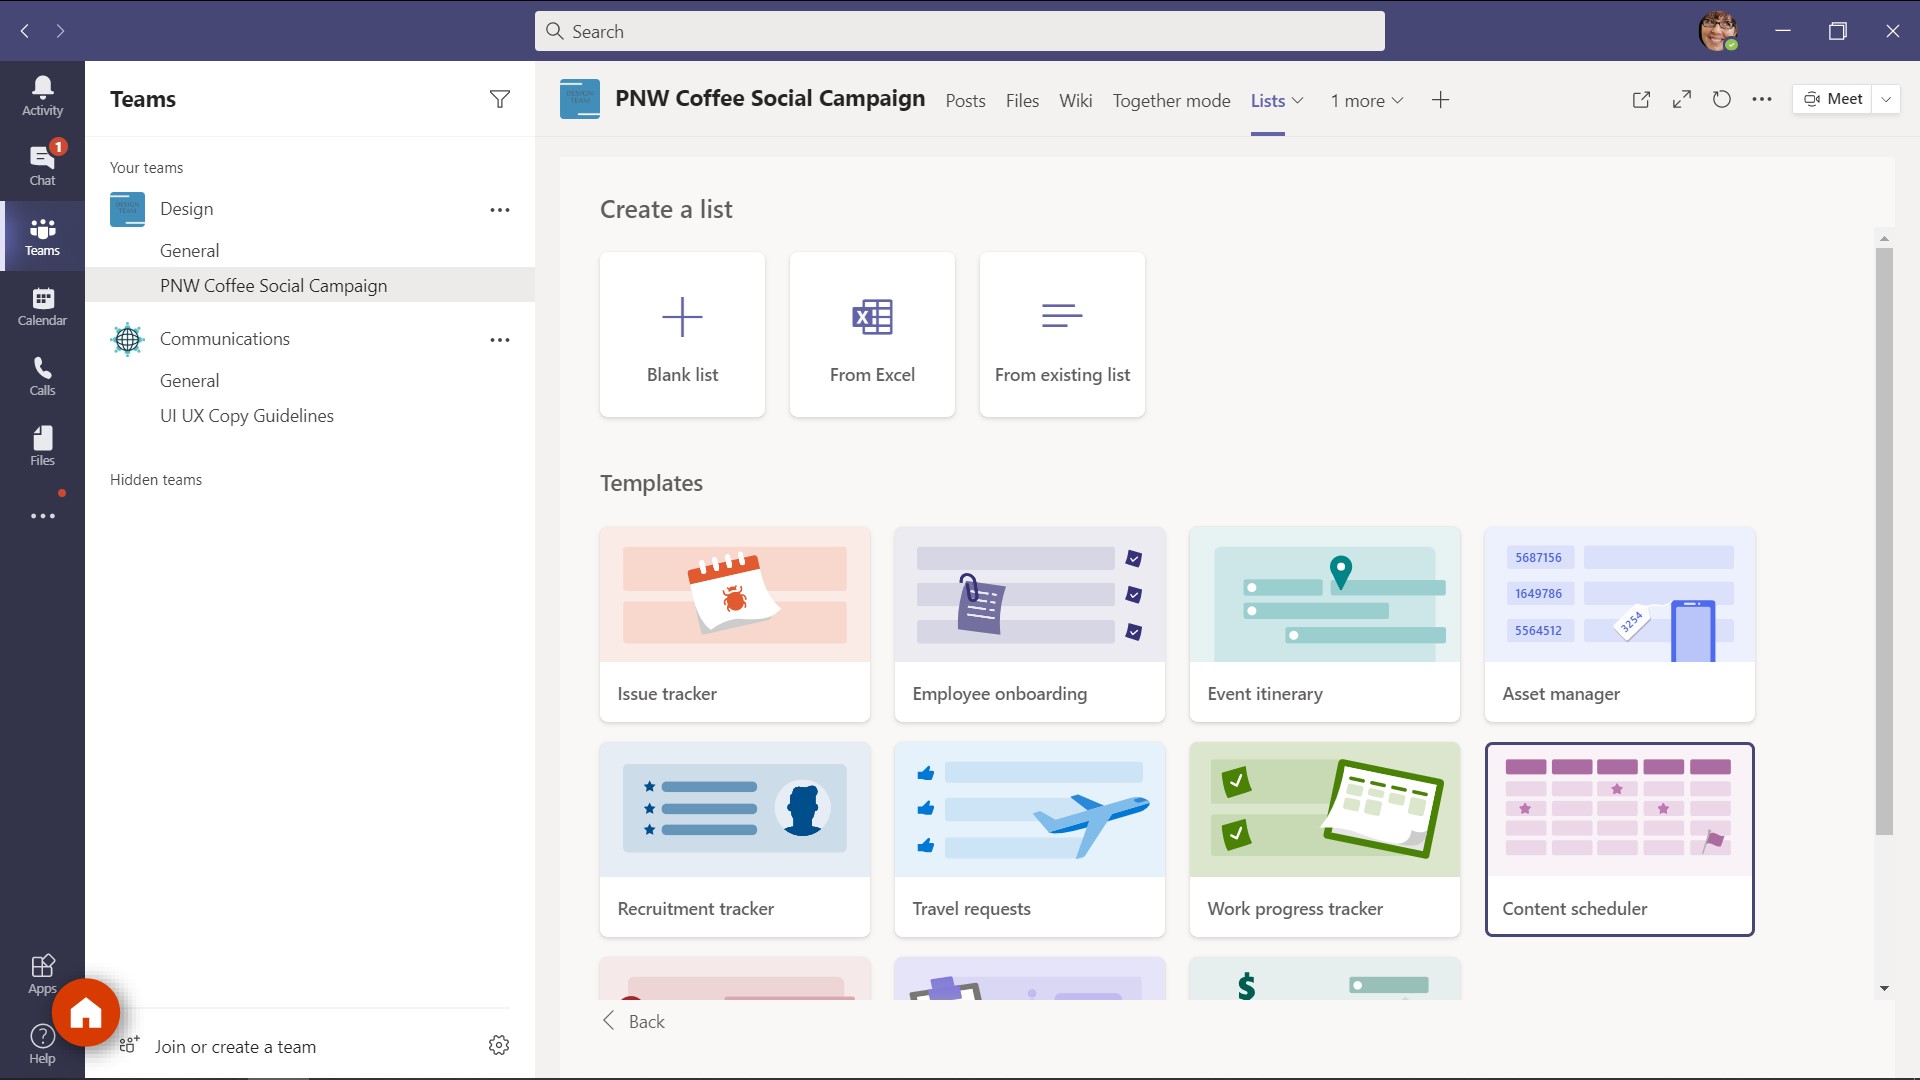 Search
Activity
Chat
1
Teams
Calendar
Calls
Files
Apps
Help
Teams
Your teams
Design
General
PNW Coffee Social Campaign
Communications
General
UI UX Copy Guidelines
Hidden teams
Join or create a team
DESIGN TEAM
PNW Coffee Social Campaign
Posts
Files
Wiki
Together mode
Lists
1 more
Meet
Create a list
Blank list
From Excel
From existing list
Templates
Issue tracker
Employee onboarding
Event itinerary
5687156
1649786
5564512
3254
Asset manager
Recruitment tracker
Travel requests
Work progress tracker
Content scheduler
$
Back